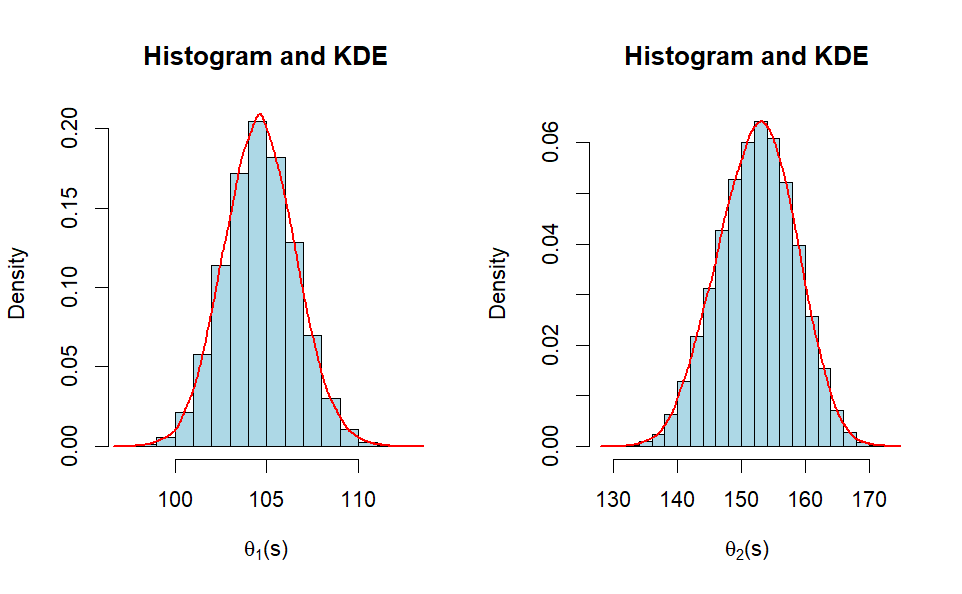 Histogram and KDE
Density
0.20
0.15
0.10
0.05
0.00
100 105 110
θ₁(s)
Histogram and KDE
Density
0.06
0.04
0.02
0.00
130 140 150 160 170
θ₂(s)